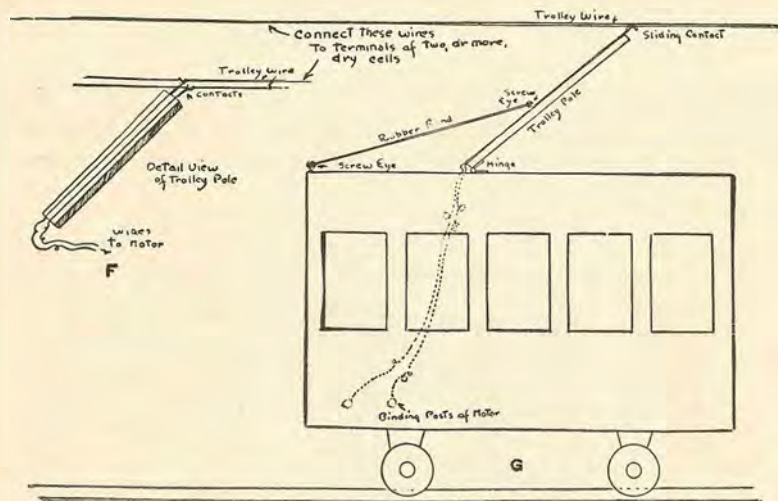 Trolley Wires
Connect These wires
To terminals of two, or more,
dry cells
Sliding Contact
Trolley Wire
Contacts
Screw
Eye
Trolley Pole
Rubber Band
Screw Eye
Hinge
Detail View
of Trolley Pole
Wires
to Motor
F
Binding Posts of Motor
G